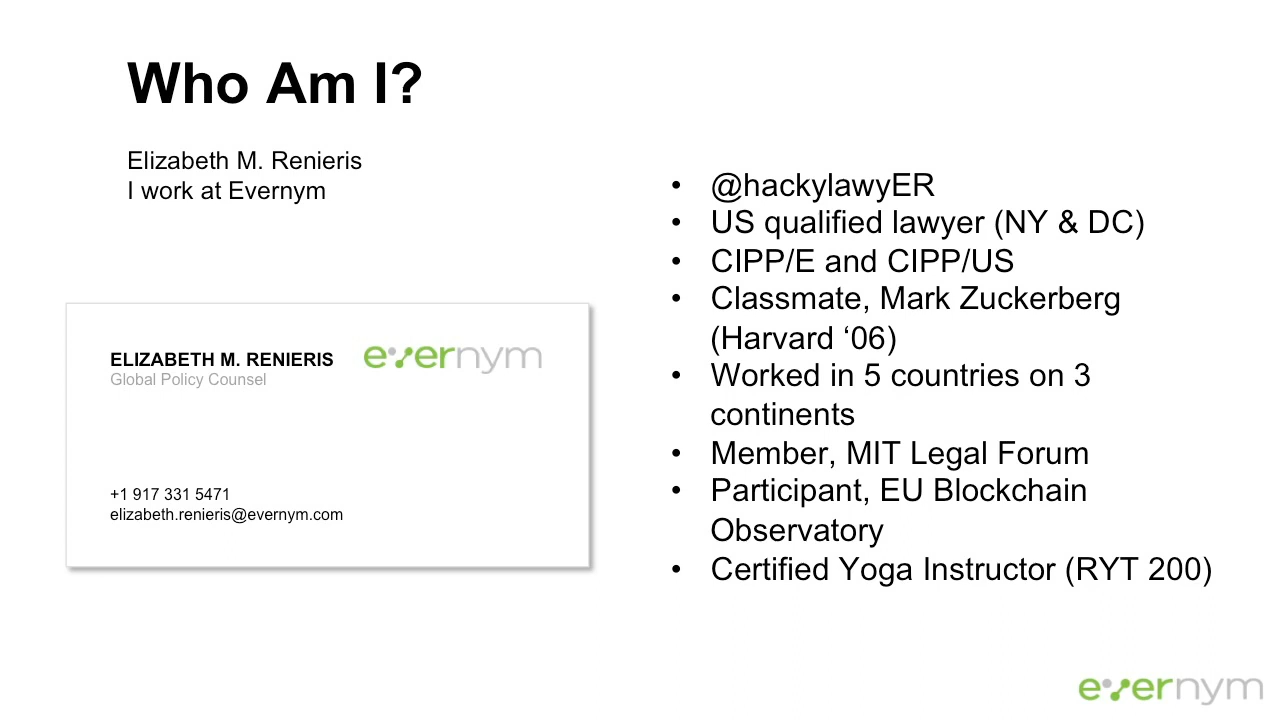 Who Am I?
Elizabeth M. Renieris
I work at Evernym
ELIZABETH M. RENIERIS
Global Policy Counsel
evernym
+1 917 331 5471
elizabeth.renieris@evernym.com
• @hackylawyER
• US qualified lawyer (NY & DC)
• CIPP/E and CIPP/US
• Classmate, Mark Zuckerberg
(Harvard ‘06)
• Worked in 5 countries on 3
continents
• Member, MIT Legal Forum
• Participant, EU Blockchain
Observatory
• Certified Yoga Instructor (RYT 200)
evernym